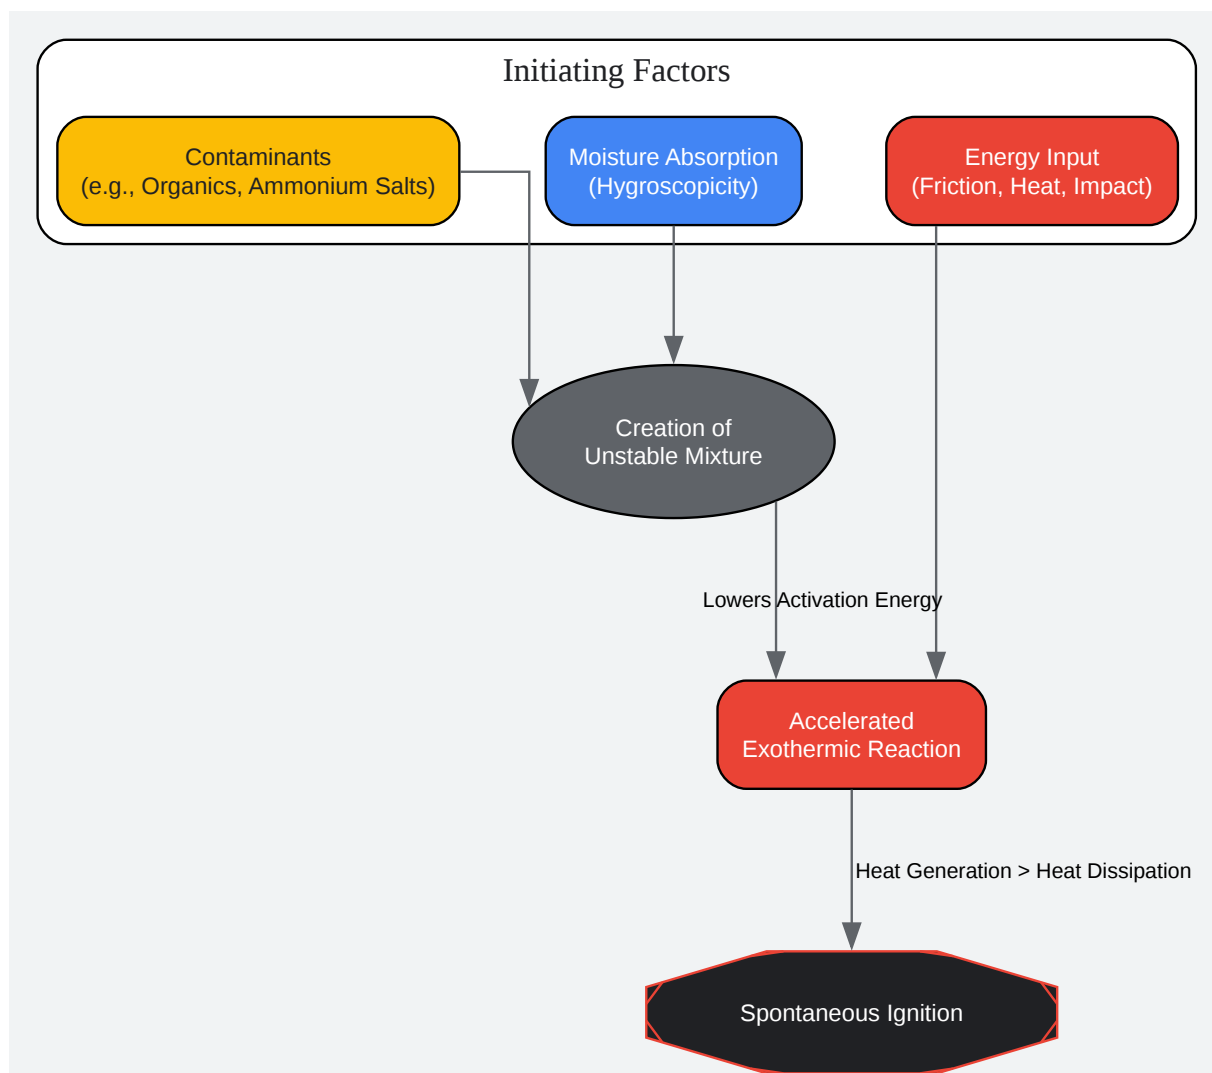 Initiating Factors
Contaminants
(e.g., Organics, Ammonium Salts)
Moisture Absorption
(Hygroscopicity)
Energy Input
(Friction, Heat, Impact)
Creation of
Unstable Mixture
Lowers Activation Energy
Accelerated
Exothermic Reaction
Heat Generation > Heat Dissipation
Spontaneous Ignition